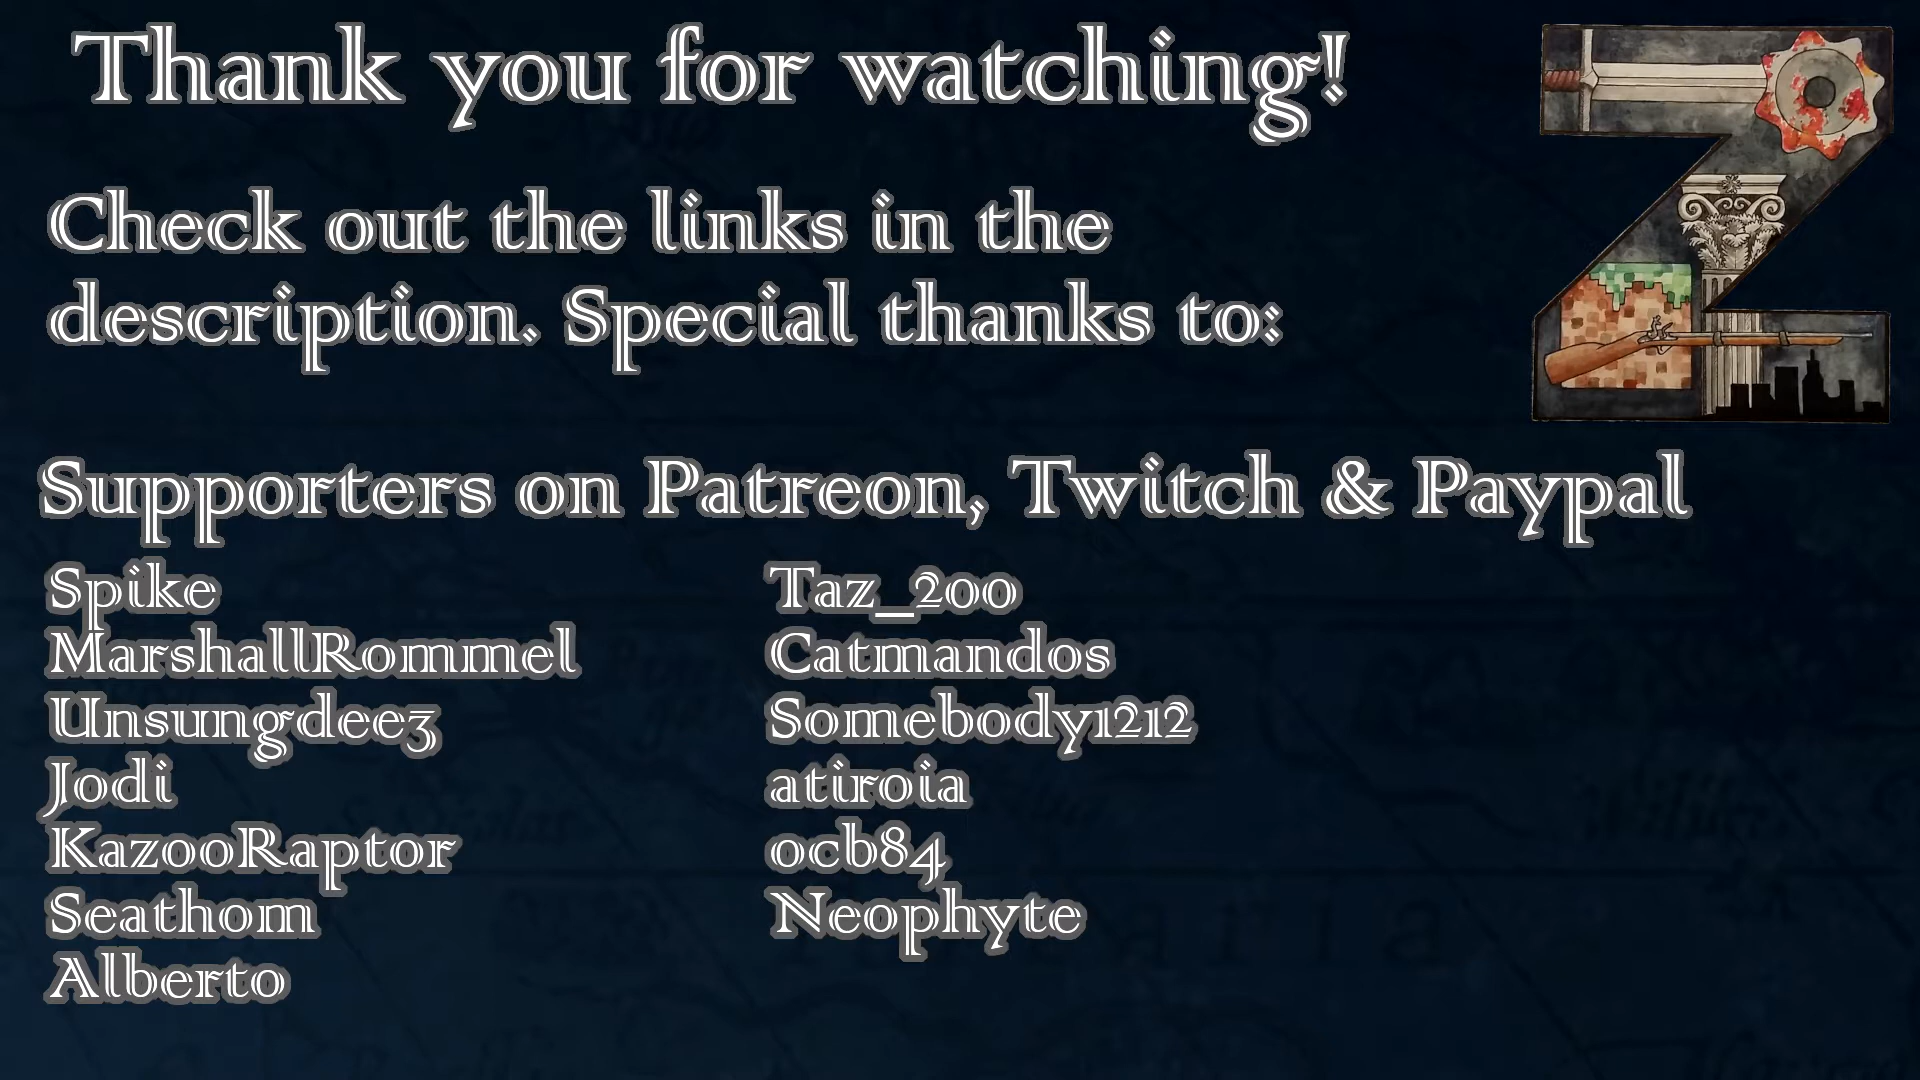 Thank you for watching!
Check out the links in the
description. Special thanks to:
Supporters on Patreon, Twitch & Paypal
Spike
MarshallRommel
Unsungdee3
Jodi
KazooRaptor
Seathom
Alberto
Taz_200
Catmandos
Somebody1212
atiroia
ocb84
Neophyte